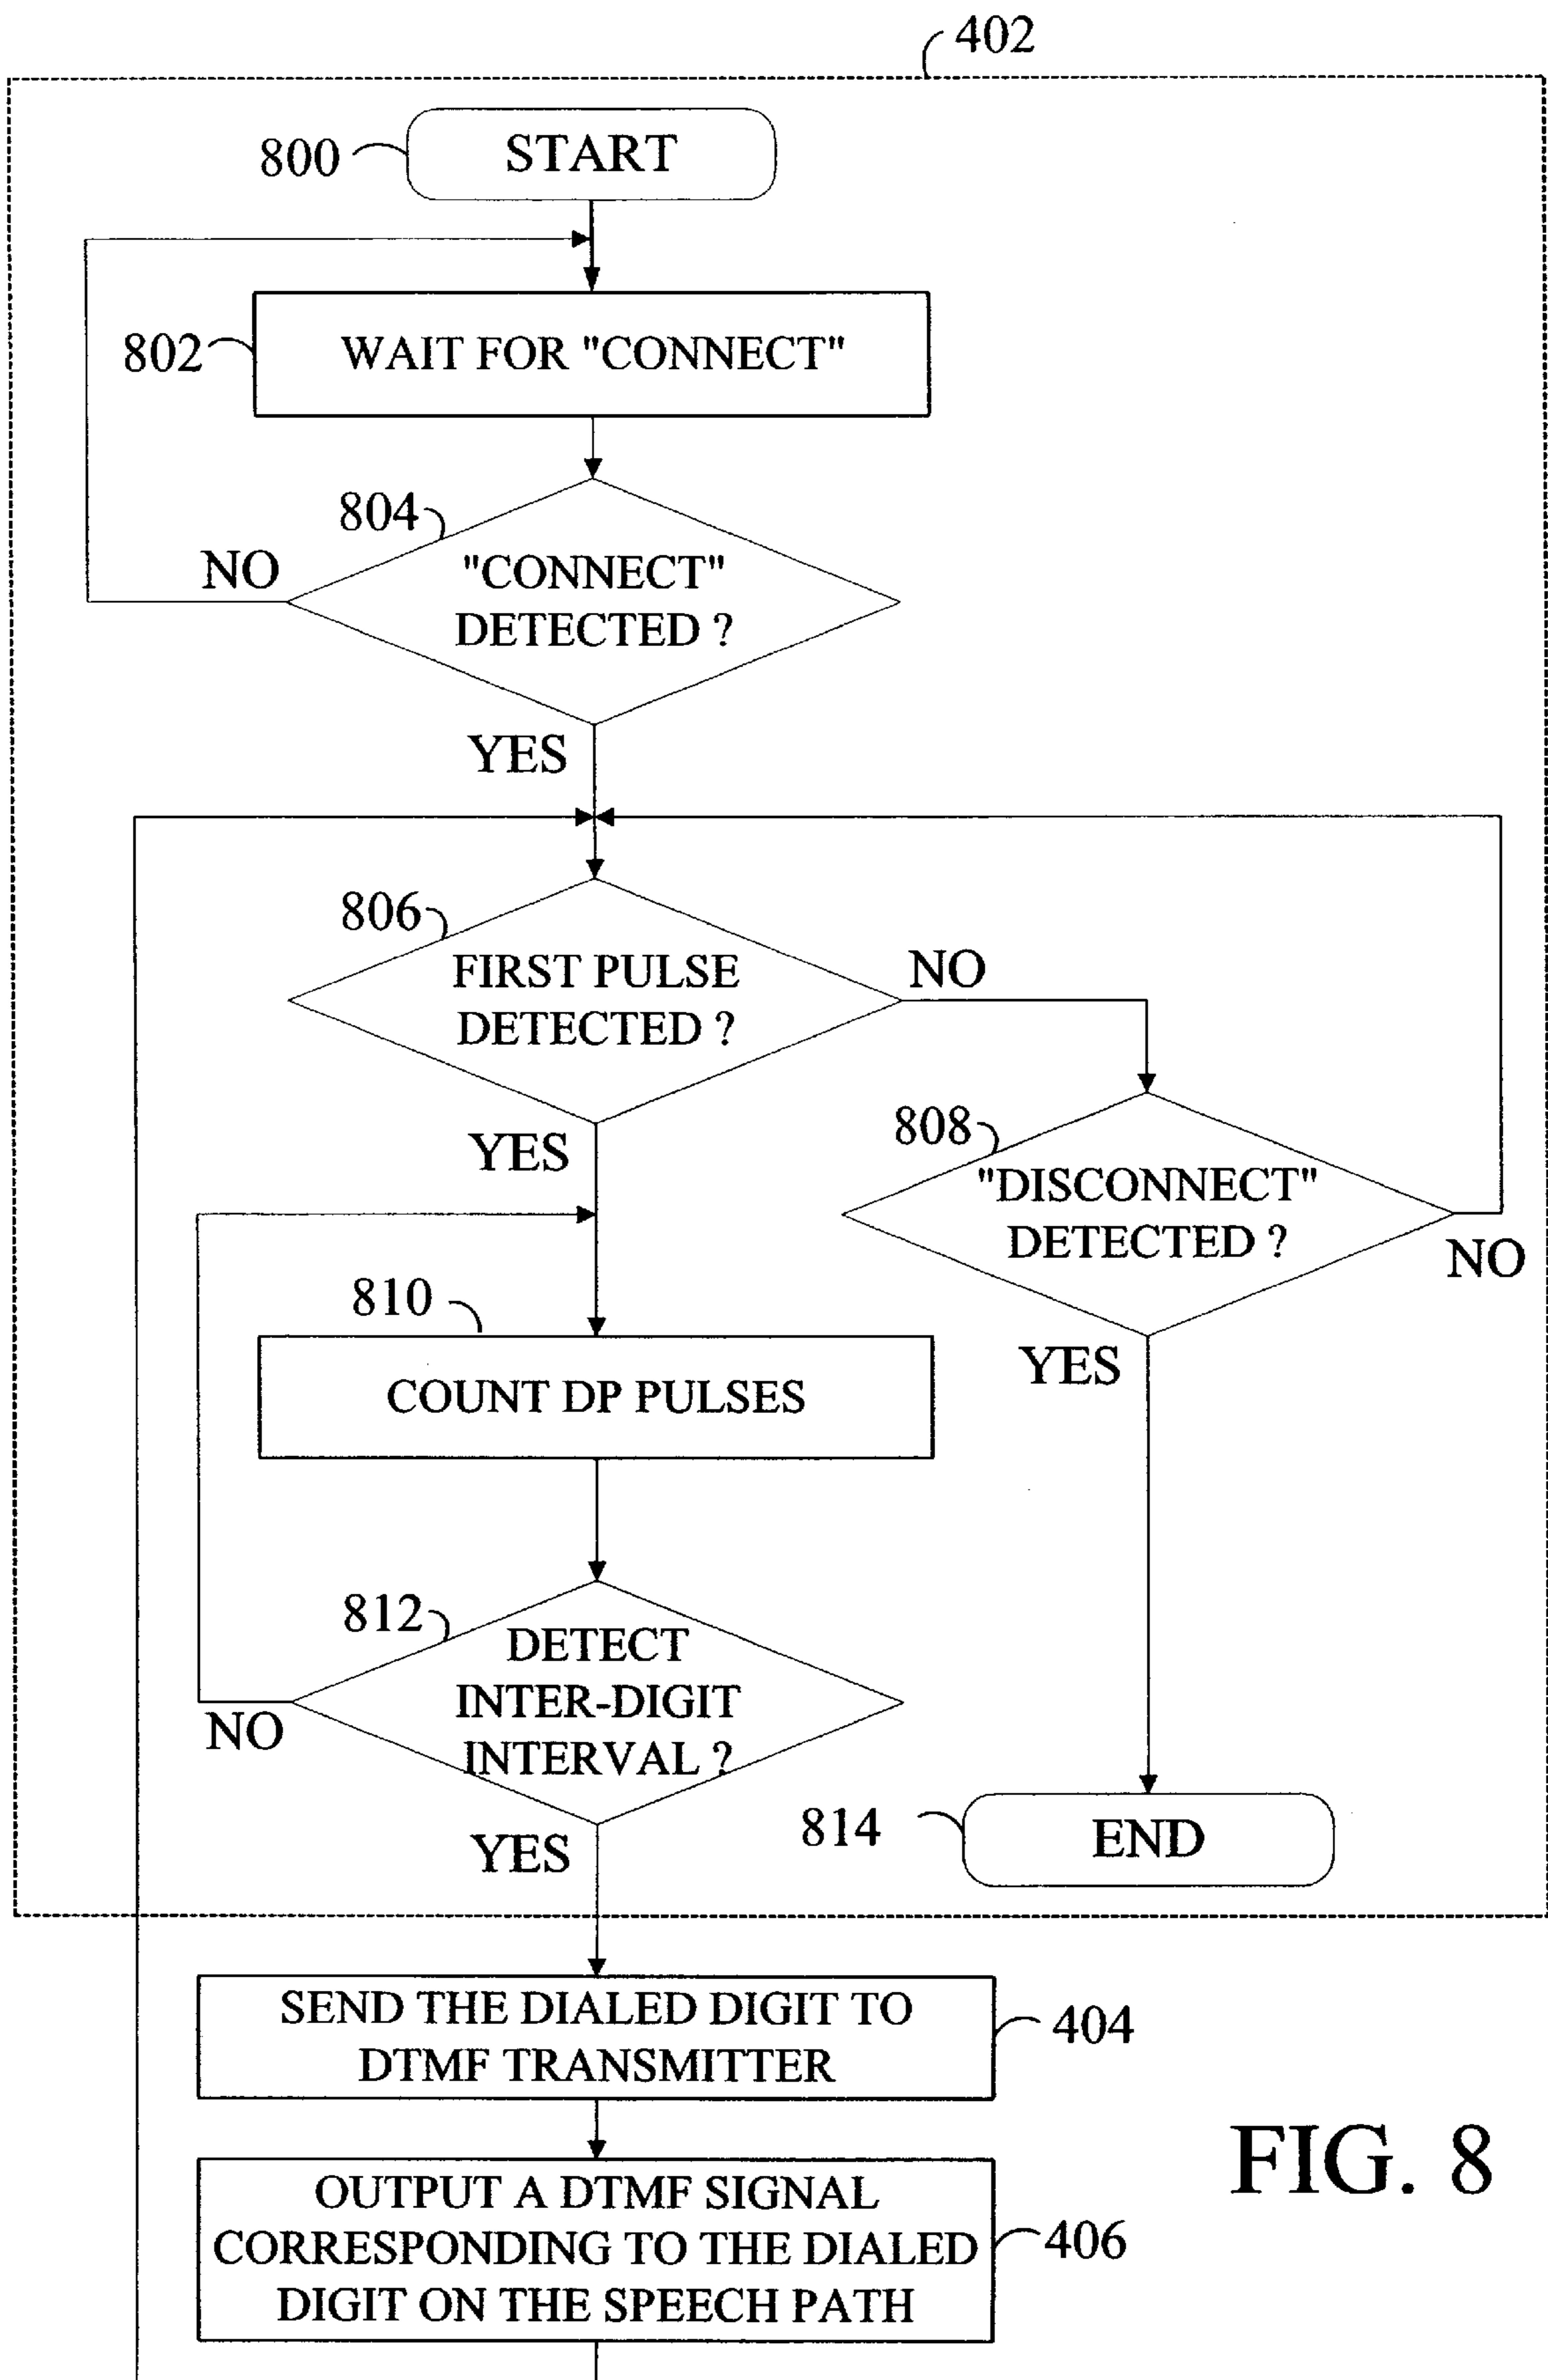 402
800
START
802
WAIT FOR "CONNECT"
804
NO
"CONNECT"
DETECTED ?
YES
806
FIRST PULSE
DETECTED ?
NO
YES
808
"DISCONNECT"
DETECTED ?
NO
YES
810
COUNT DP PULSES
812
DETECT
INTER-DIGIT
INTERVAL ?
NO
YES
814
END
SEND THE DIALED DIGIT TO
DTMF TRANSMITTER
404
OUTPUT A DTMF SIGNAL
CORRESPONDING TO THE DIALED
DIGIT ON THE SPEECH PATH
406
FIG. 8